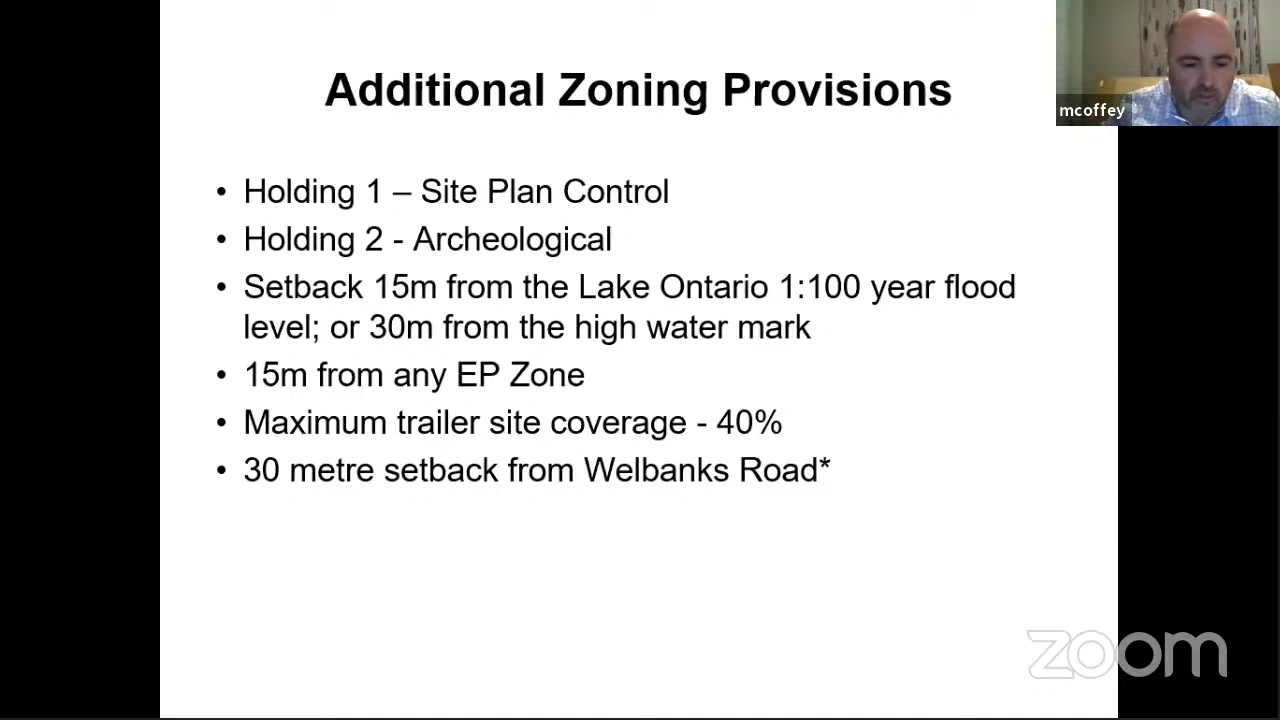 Additional Zoning Provisions
mcoffey
• Holding 1 – Site Plan Control
• Holding 2 - Archeological
• Setback 15m from the Lake Ontario 1:100 year flood
level; or 30m from the high water mark
• 15m from any EP Zone
• Maximum trailer site coverage - 40%
• 30 metre setback from Welbanks Road*
zoom